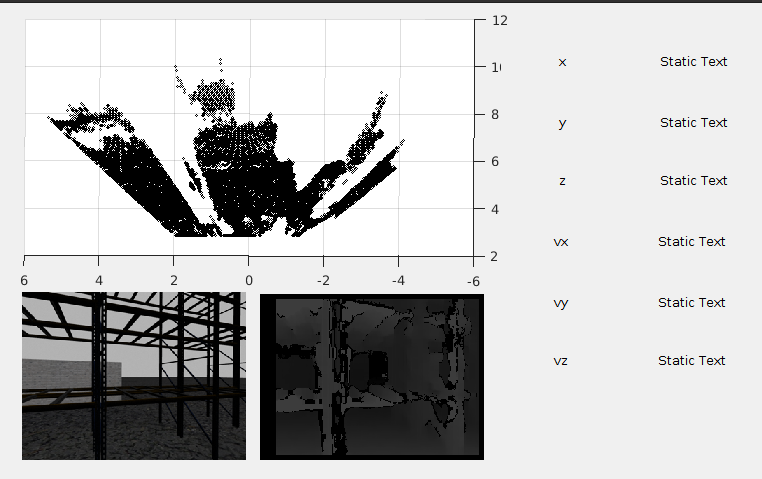 12
8
6
4
2
6 4 2 0 -2 -4 -6
x Static Text
y Static Text
z Static Text
vx Static Text
vy Static Text
vz Static Text